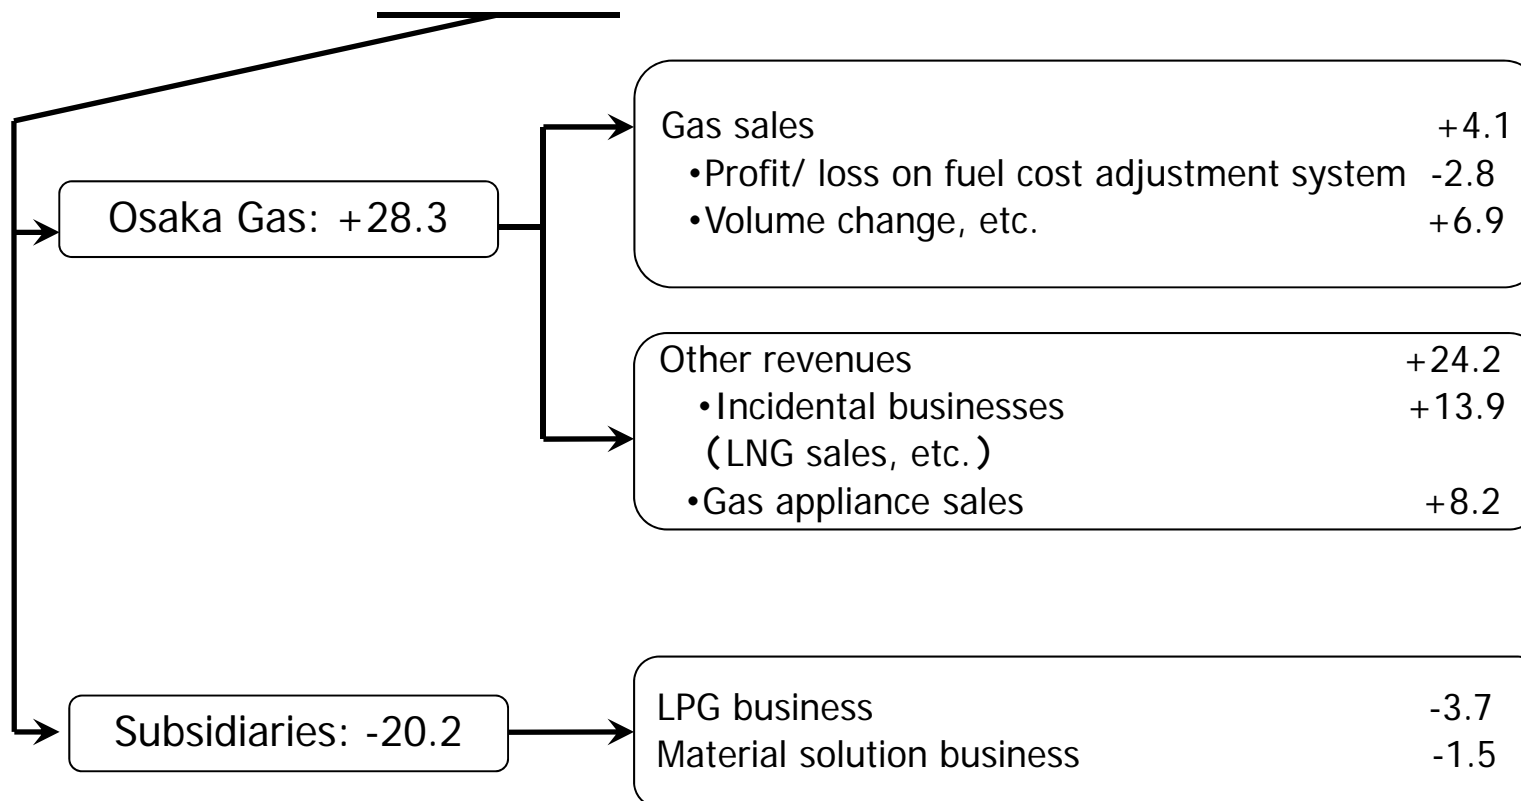 Gas sales +4.1
•Profit/ loss on fuel cost adjustment system -2.8
•Volume change, etc. +6.9
Osaka Gas: +28.3
Other revenues +24.2
•Incidental businesses +13.9
(LNG sales, etc.)
•Gas appliance sales +8.2
Subsidiaries: -20.2
LPG business -3.7
Material solution business -1.5